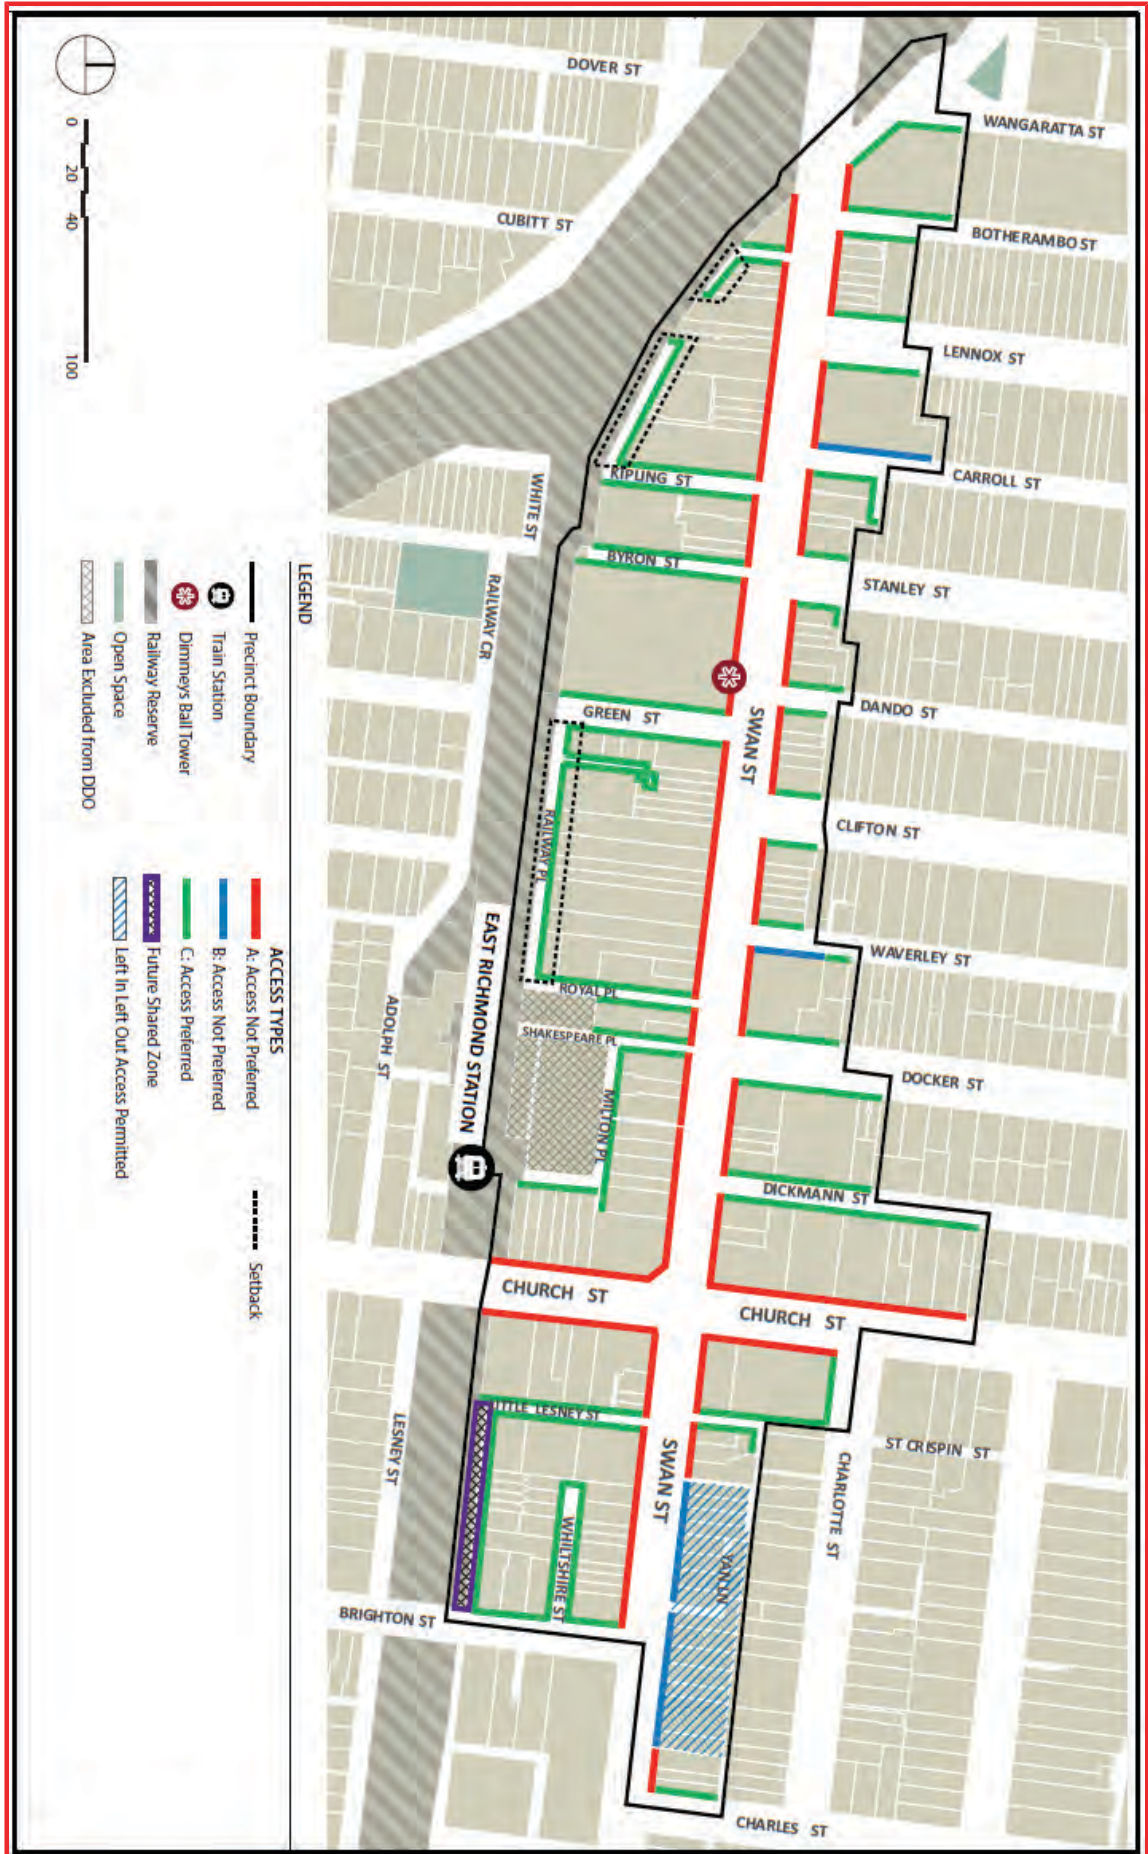 DOVER ST
CUBITT ST
WANGARATTA ST
BOTHERAMBO ST
LENNOX ST
CARROLL ST
STANLEY ST
DANDO ST
CLIFTON ST
WAVERLEY ST
DOCKER ST
DICKMANN ST
KIPLING ST
BYRON ST
GREEN ST
SWAN ST
WHITE ST
RAILWAY CR
RAILWAY PL
ROYAL PL
SHAKESPEARE PL
MILTON PL
EAST RICHMOND STATION
ADOLPH ST
CHURCH ST
CHURCH ST
LITTLE LESNEY ST
LESNEY ST
SWAN ST
WHILTSHIRE ST
YAN LN
ST CRISPIN ST
CHARLOTTE ST
BRIGHTON ST
CHARLES ST
0 20 40 100
LEGEND
Precinct Boundary
Train Station
Dimmeys Ball Tower
Railway Reserve
Open Space
Area Excluded from DDO
ACCESS TYPES
A: Access Not Preferred
B: Access Not Preferred
C: Access Preferred
Future Shared Zone
Left In Left Out Access Permitted
Setback